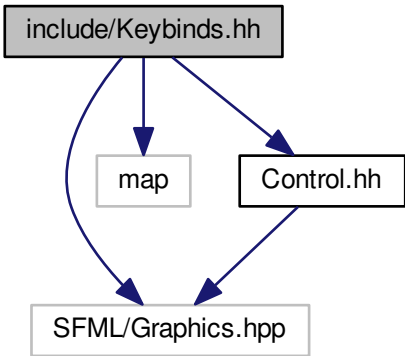 include/Keybinds.hh
map
Control.hh
SFML/Graphics.hpp